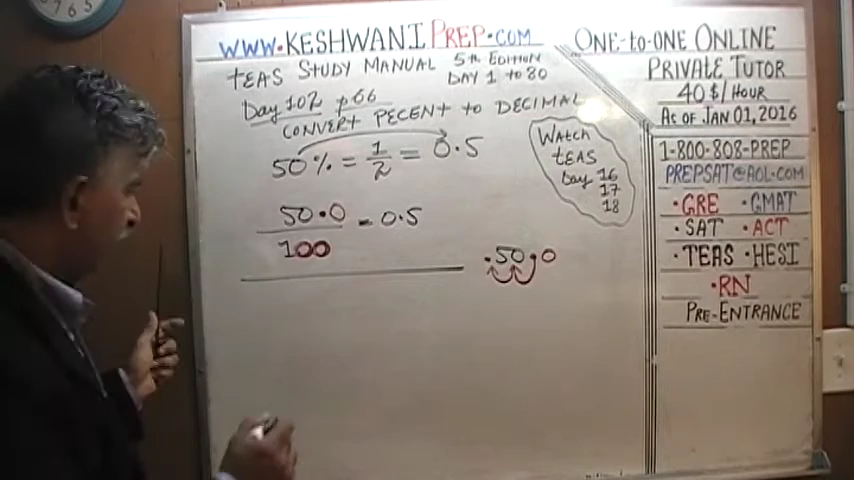 WWW.KESHWANIPREP.COM
TEAS STUDY MANUAL 5th EDITION
DAY 1 to 80
Day 102 p66
CONVERT PECENT to DECIMAL
50% = 1/2 = 0.5
50.0/100 = 0.5
.50.0
WATCH
TEAS
Day 16
17
18
ONE-to-ONE ONLINE
PRIVATE TUTOR
40$/HOUR
AS OF JAN 01, 2016
1-800-808-PREP
PREPSAT@AOL.COM
•GRE •GMAT
•SAT •ACT
•TEAS •HESI
•RN
PRE-ENTRANCE
7 6 5